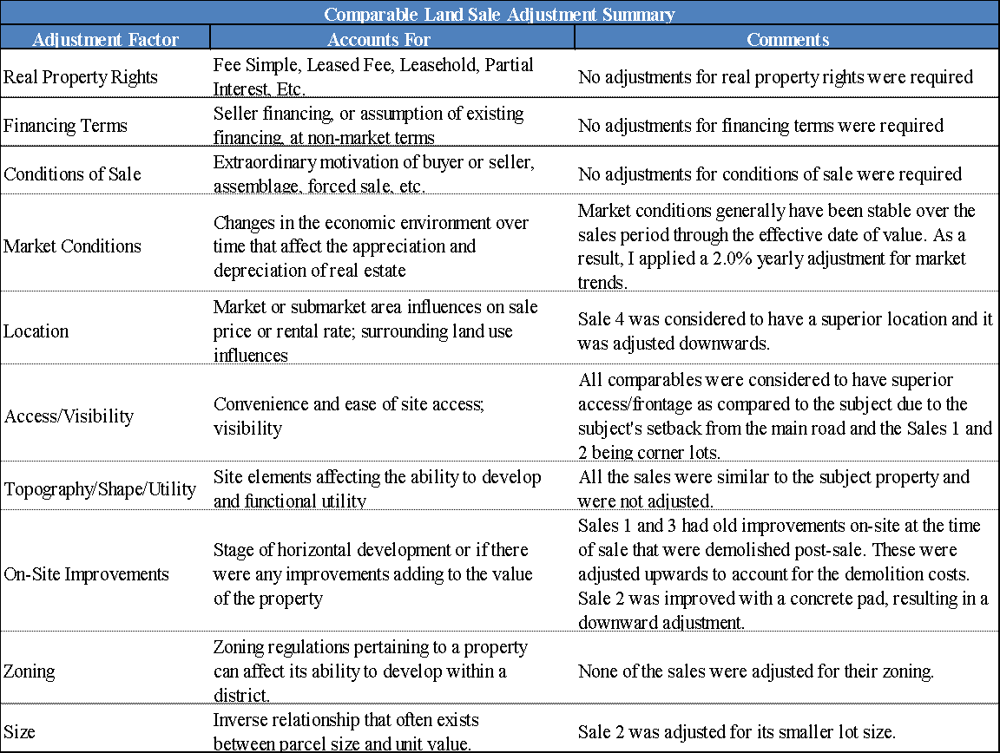 Comparable Land Sale Adjustment Summary
Adjustment Factor Accounts For Comments
Real Property Rights
Fee Simple, Leased Fee, Leasehold, Partial
Interest, Etc.
No adjustments for real property rights were required
Financing Terms
Seller financing, or assumption of existing
financing, at non-market terms
No adjustments for financing terms were required
Conditions of Sale
Extraordinary motivation of buyer or seller,
assemblage, forced sale, etc.
No adjustments for conditions of sale were required
Market Conditions
Changes in the economic environment over
time that affect the appreciation and
depreciation of real estate
Market conditions generally have been stable over the
sales period through the effective date of value. As a
result, I applied a 2.0% yearly adjustment for market
trends.
Location
Market or submarket area influences on sale
price or rental rate; surrounding land use
influences
Sale 4 was considered to have a superior location and it
was adjusted downwards.
Access/Visibility
Convenience and ease of site access;
visibility
All comparables were considered to have superior
access/frontage as compared to the subject due to the
subject's setback from the main road and the Sales 1 and
2 being corner lots.
Topography/Shape/Utility
Site elements affecting the ability to develop
and functional utility
All the sales were similar to the subject property and
were not adjusted.
On-Site Improvements
Stage of horizontal development or if there
were any improvements adding to the value
of the property
Sales 1 and 3 had old improvements on-site at the time
of sale that were demolished post-sale. These were
adjusted upwards to account for the demolition costs.
Sale 2 was improved with a concrete pad, resulting in a
downward adjustment.
Zoning
Zoning regulations pertaining to a property
can affect its ability to develop within a
district.
None of the sales were adjusted for their zoning.
Size
Inverse relationship that often exists
between parcel size and unit value.
Sale 2 was adjusted for its smaller lot size.